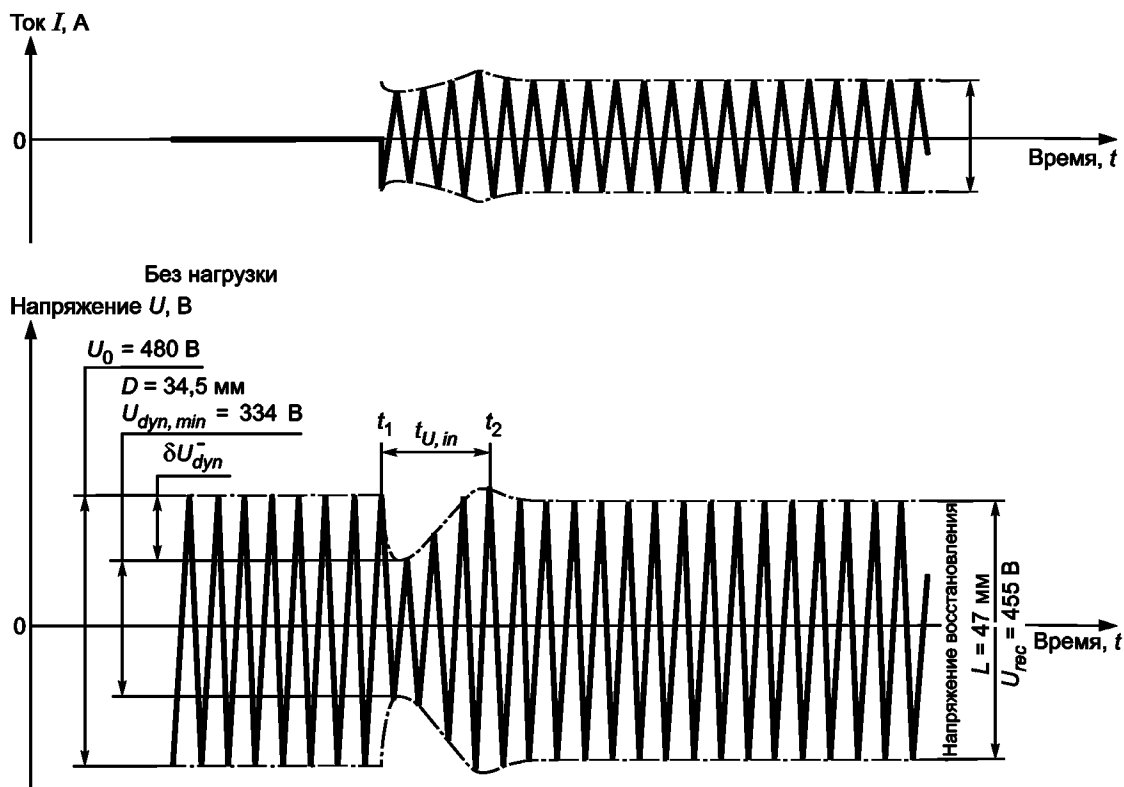 Ток I, А
0
Время, t
Без нагрузки
Напряжение U, В
U0 = 480 В
D = 34,5 мм
Udyn, min = 334 В
δU-dyn
t1
tU, in
t2
0
Напряжение восстановления
L = 47 мм
Urec = 455 В
Время, t